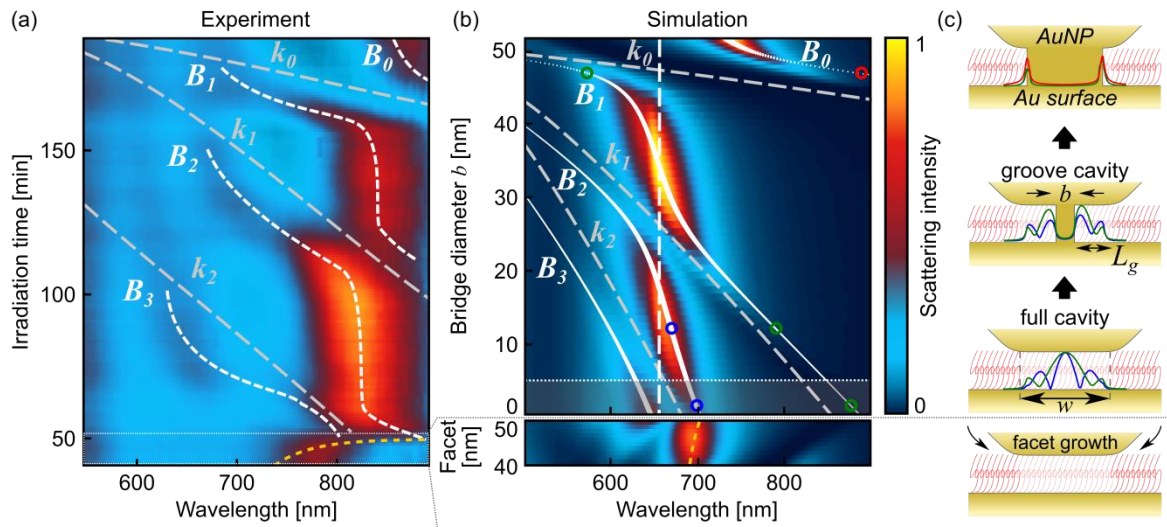 (a)
Experiment
Irradiation time [min]
150
100
50
600
700
800
Wavelength [nm]
B0
B1
B2
B3
k0
k1
k2
(b)
Simulation
Bridge diameter b [nm]
50
40
30
20
10
0
Facet
[nm]
50
40
600
700
800
Wavelength [nm]
B0
B1
B2
B3
k0
k1
k2
1
0
Scattering intensity
(c)
AuNP
Au surface
groove cavity
b
Lg
full cavity
w
facet growth